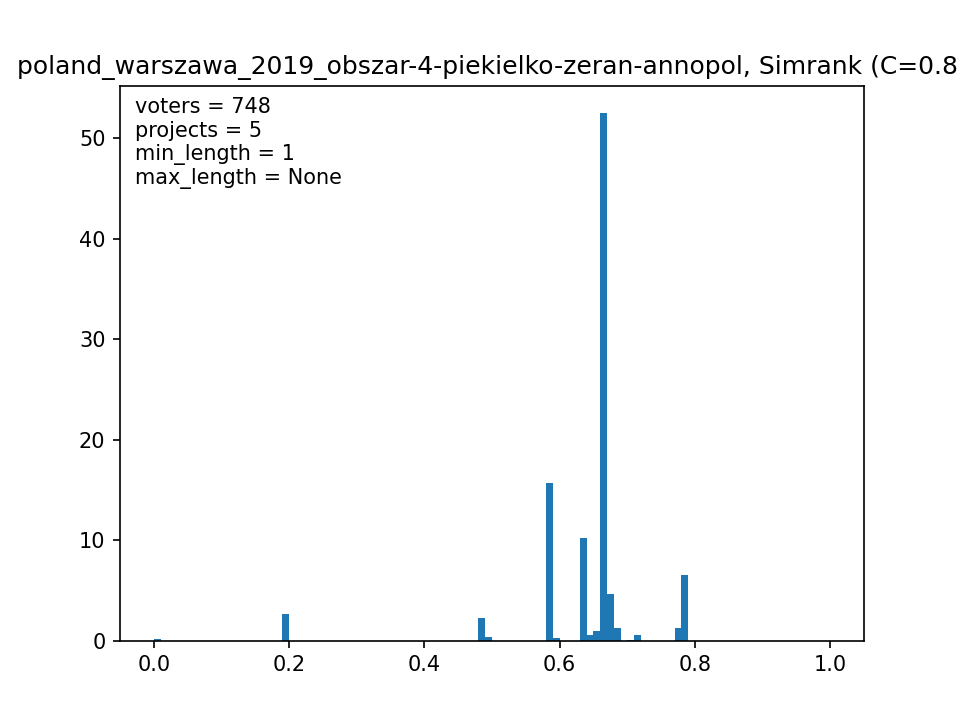 poland_warszawa_2019_obszar-4-piekielko-zeran-annopol, Simrank (C=0.8
voters = 748
projects = 5
min_length = 1
max_length = None
50
40
30
20
10
0
0.0 0.2 0.4 0.6 0.8 1.0